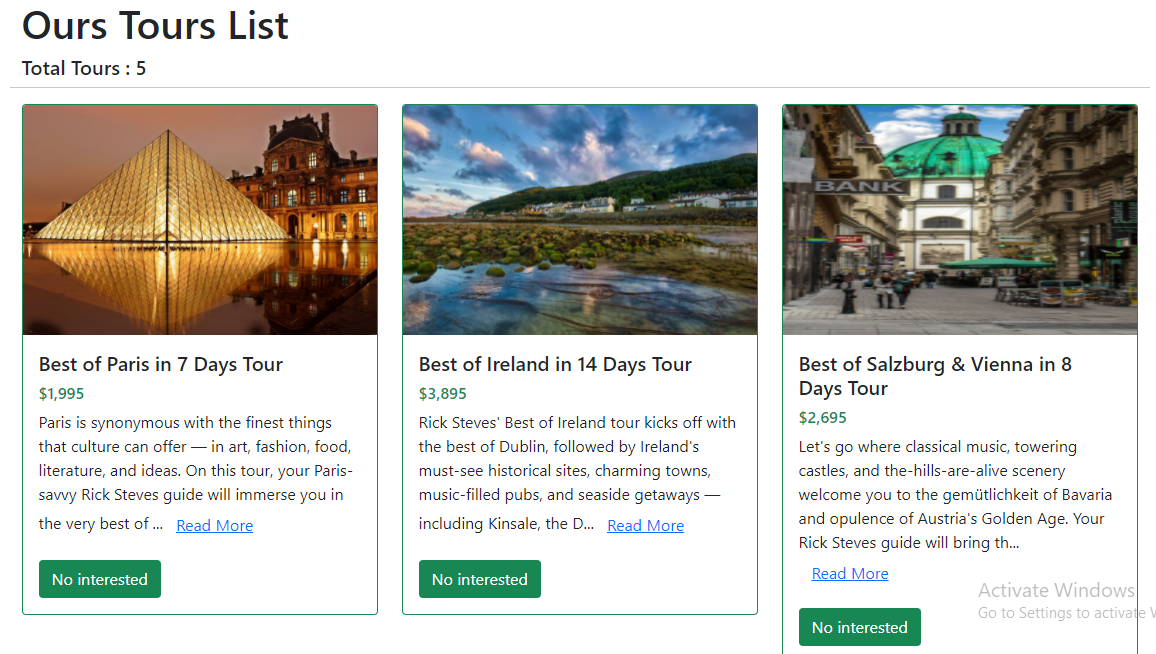 Ours Tours List
Total Tours : 5
BANK
Best of Paris in 7 Days Tour
$1,995
Paris is synonymous with the finest things
that culture can offer — in art, fashion, food,
literature, and ideas. On this tour, your Paris-
savvy Rick Steves guide will immerse you in
the very best of ... Read More
No interested
Best of Ireland in 14 Days Tour
$3,895
Rick Steves' Best of Ireland tour kicks off with
the best of Dublin, followed by Ireland's
must-see historical sites, charming towns,
music-filled pubs, and seaside getaways —
including Kinsale, the D... Read More
No interested
Best of Salzburg & Vienna in 8
Days Tour
$2,695
Let's go where classical music, towering
castles, and the-hills-are-alive scenery
welcome you to the gemütlichkeit of Bavaria
and opulence of Austria's Golden Age. Your
Rick Steves guide will bring th...
Read More
No interested
Activate Windows
Go to Settings to activate W